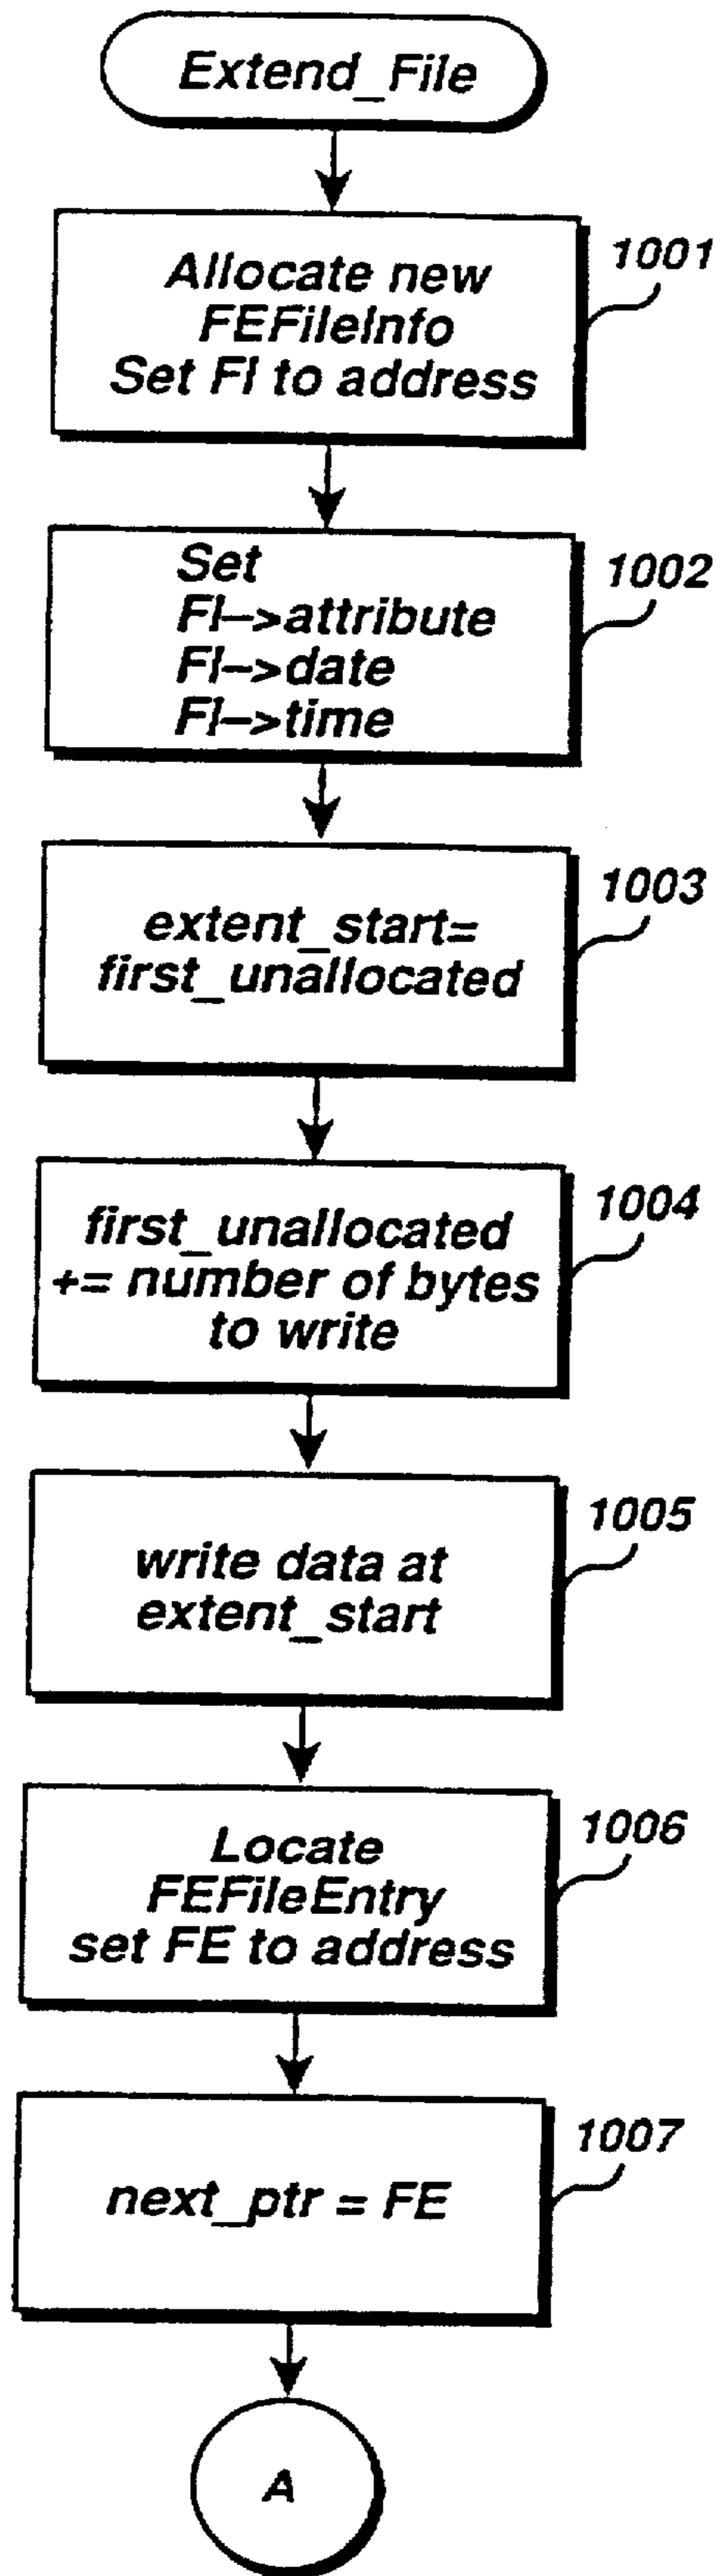 Extend_File
Allocate new
FEFileInfo
Set FI to address
1001
Set
FI->attribute
FI->date
FI->time
1002
extent_start=
first_unallocated
1003
first_unallocated
+= number of bytes
to write
1004
write data at
extent_start
1005
Locate
FEFileEntry
set FE to address
1006
next_ptr = FE
1007
A